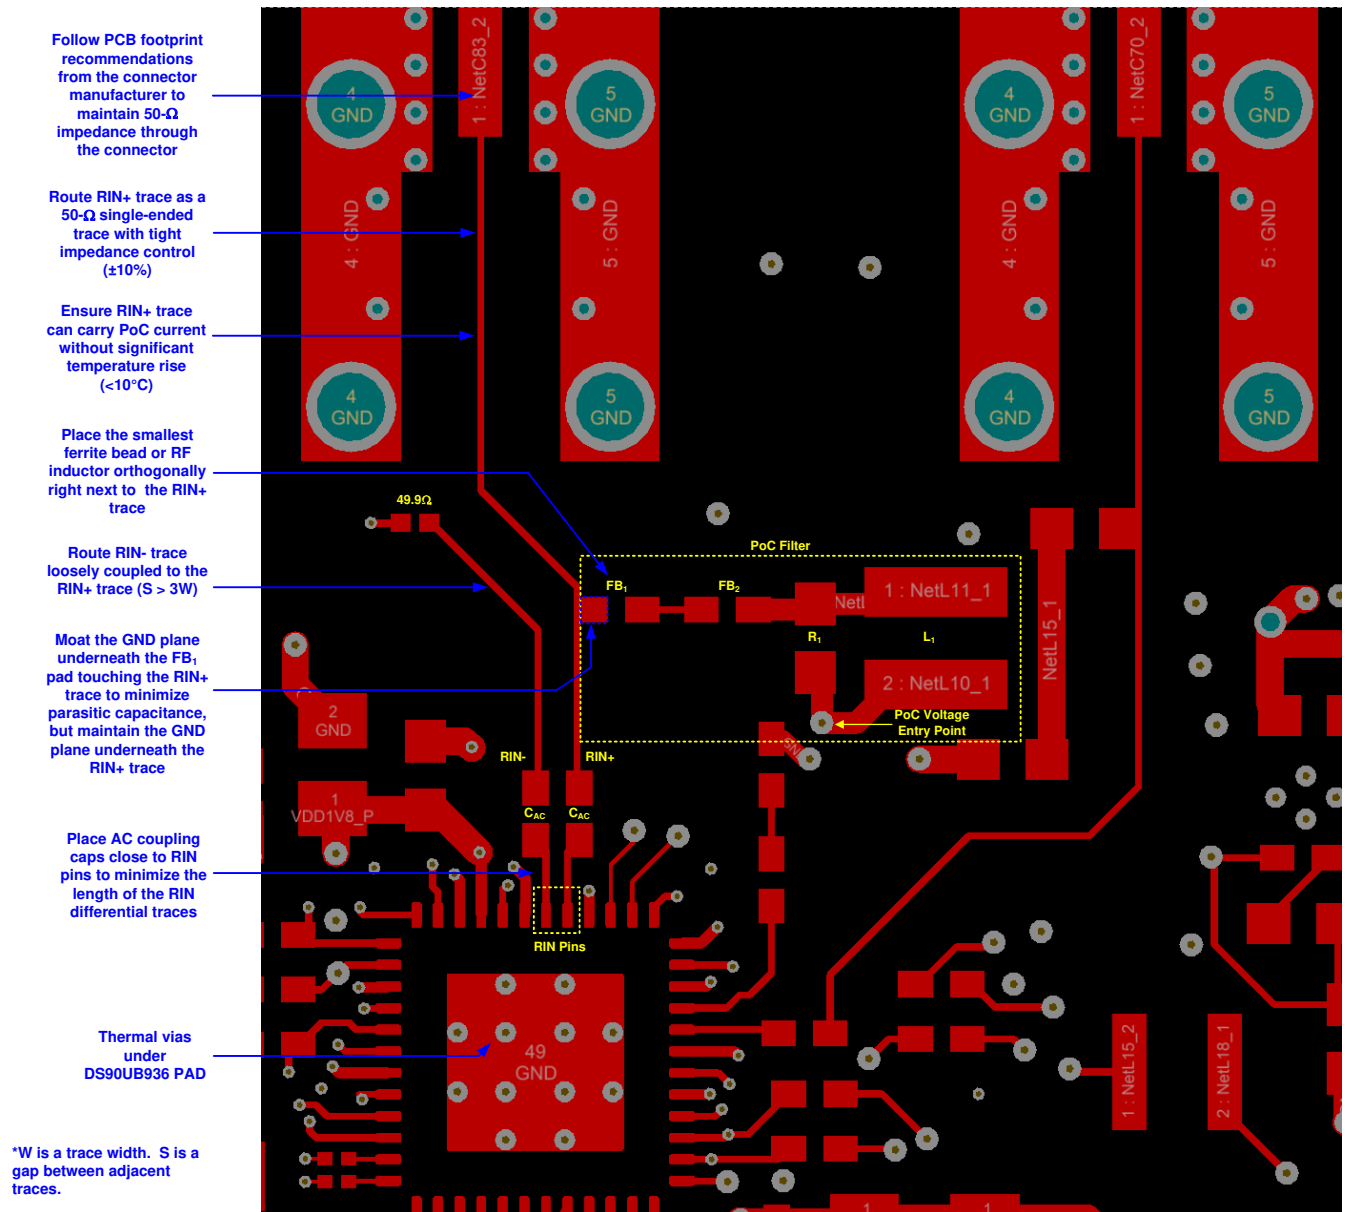 Follow PCB footprint
recommendations
from the connector
manufacturer to
maintain 50-Ω
impedance through
the connector
Route RIN+ trace as a
50-Ω single-ended
trace with tight
impedance control
(±10%)
Ensure RIN+ trace
can carry PoC current
without significant
temperature rise
(<10°C)
Place the smallest
ferrite bead or RF
inductor orthogonally
right next to the RIN+
trace
Route RIN- trace
loosely coupled to the
RIN+ trace (S > 3W)
Moat the GND plane
underneath the FB₁
pad touching the RIN+
trace to minimize
parasitic capacitance,
but maintain the GND
plane underneath the
RIN+ trace
Place AC coupling
caps close to RIN
pins to minimize the
length of the RIN
differential traces
Thermal vias
under
DS90UB936 PAD
*W is a trace width. S is a
gap between adjacent
traces.
4
GND
1 : NetC83_2
5
GND
4
GND
1 : NetC70_2
5
GND
4 : GND
5 : GND
4 : GND
5 : GND
4
GND
5
GND
4
GND
5
GND
49.9Ω
PoC Filter
FB₁
FB₂
NetL
1 : NetL11_1
R₁
L₁
2 : NetL10_1
NetL15_1
PoC Voltage
Entry Point
2
GND
RIN-
RIN+
1
VDD1V8_P
C_AC
C_AC
RIN Pins
49
GND
1 : NetL15_2
2 : NetL18_1
1
1